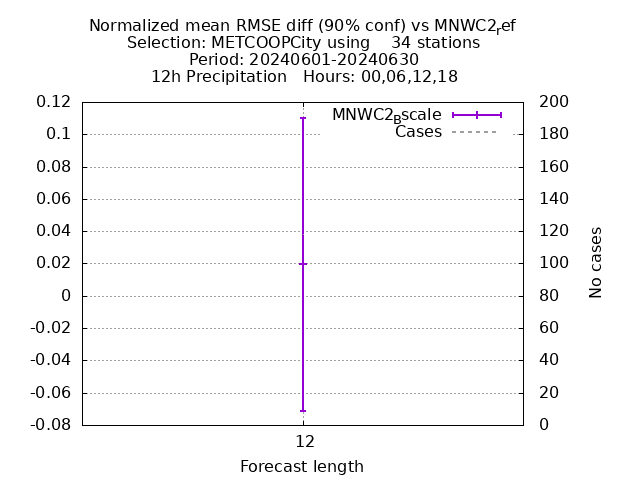 Normalized mean RMSE diff (90% conf) vs MNWC2_ref
Selection: METCOOPCity using    34 stations
Period: 20240601-20240630
12h Precipitation   Hours: 00,06,12,18
MNWC2_Bscale
Cases
0.12
0.1
0.08
0.06
0.04
0.02
0
-0.02
-0.04
-0.06
-0.08
200
180
160
140
120
100
80
60
40
20
0
No cases
12
Forecast length